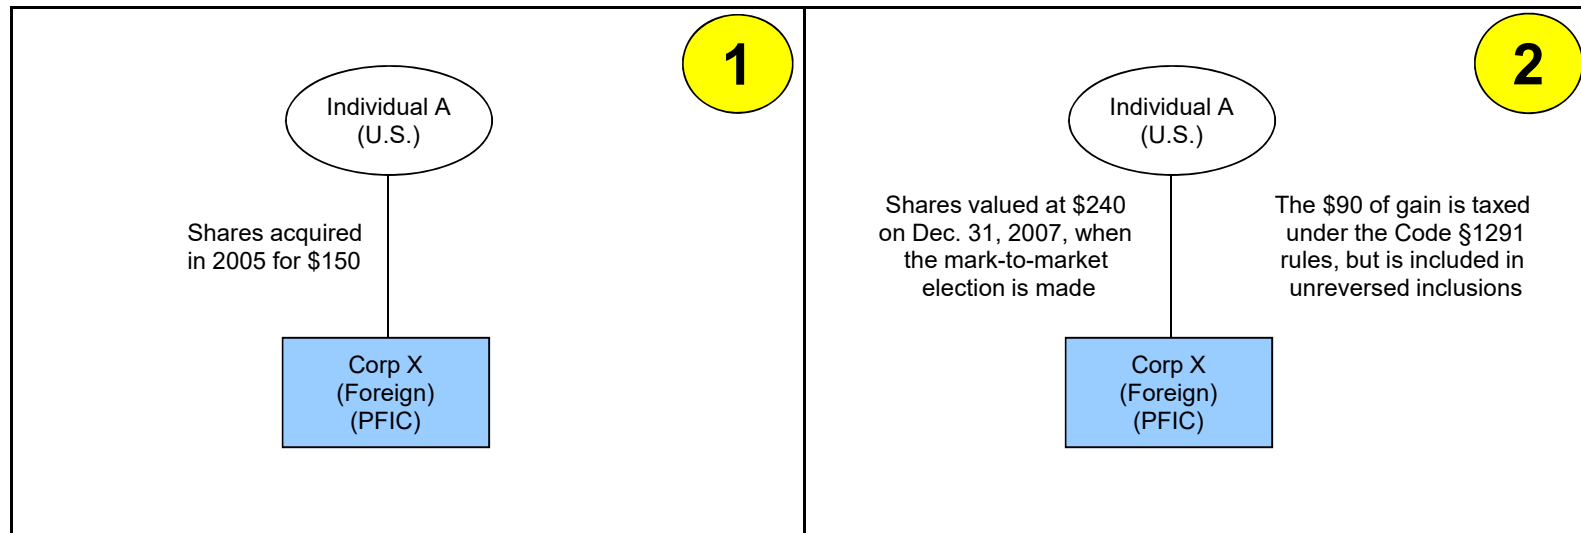 1
Individual A
(U.S.)
Shares acquired
in 2005 for $150
Corp X
(Foreign)
(PFIC)
2
Individual A
(U.S.)
Shares valued at $240
on Dec. 31, 2007, when
the mark-to-market
election is made
The $90 of gain is taxed
under the Code §1291
rules, but is included in
unreversed inclusions
Corp X
(Foreign)
(PFIC)